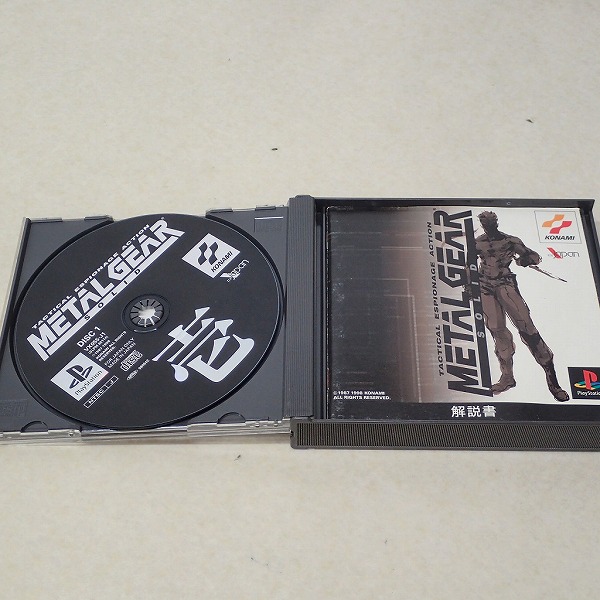 TACTICAL ESPIONAGE ACTION
METAL GEAR
SOLID
KONAMI
DISC 1
壱
PlayStation
TACTICAL ESPIONAGE ACTION
METAL GEAR
SOLID
KONAMI
©1987 1998 KONAMI
ALL RIGHTS RESERVED.
PlayStation
解説書